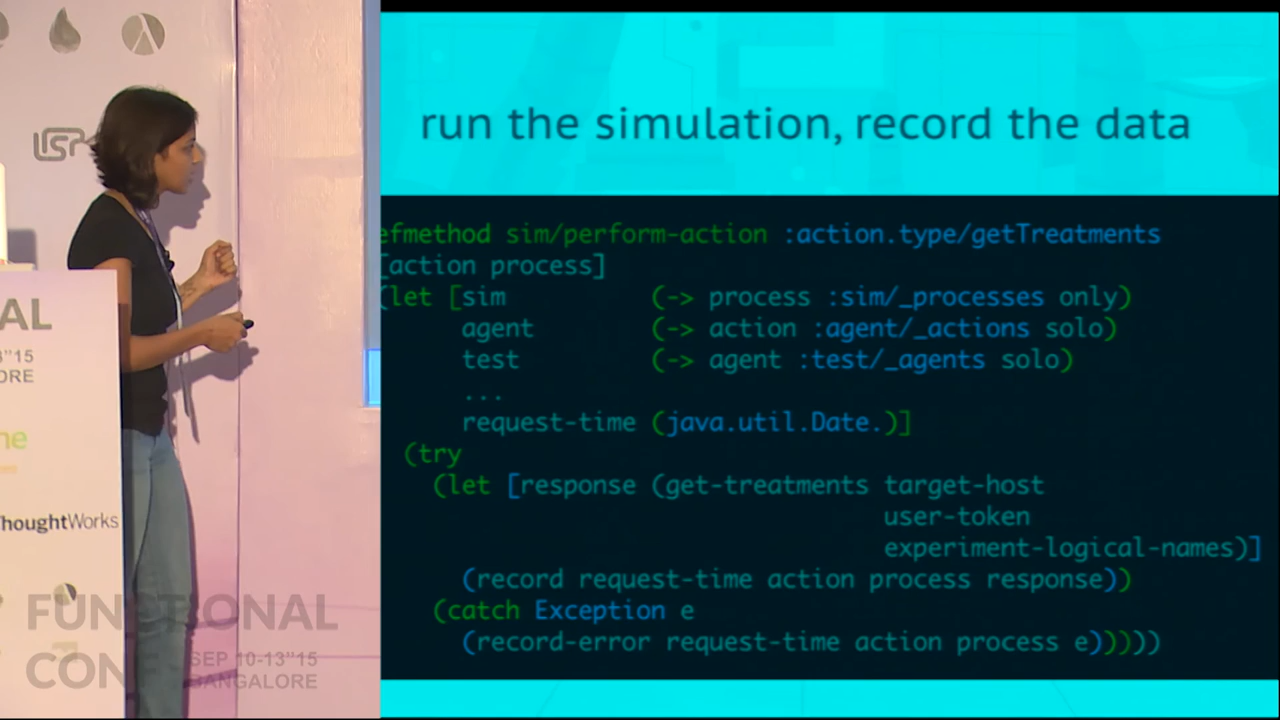 run the simulation, record the data
efmethod sim/perform-action :action.type/getTreatments
[action process]
(let [sim (-> process :sim/_processes only)
agent (-> action :agent/_actions solo)
test (-> agent :test/_agents solo)
...
request-time (java.util.Date.)]
(try
(let [response (get-treatments target-host
user-token
experiment-logical-names)]
(record request-time action process response))
(catch Exception e
(record-error request-time action process e)))))
AL
3"15
ORE
ne
houghtWorks
FUNCTIONAL
CONF SEP 10-13"15
BANGALORE